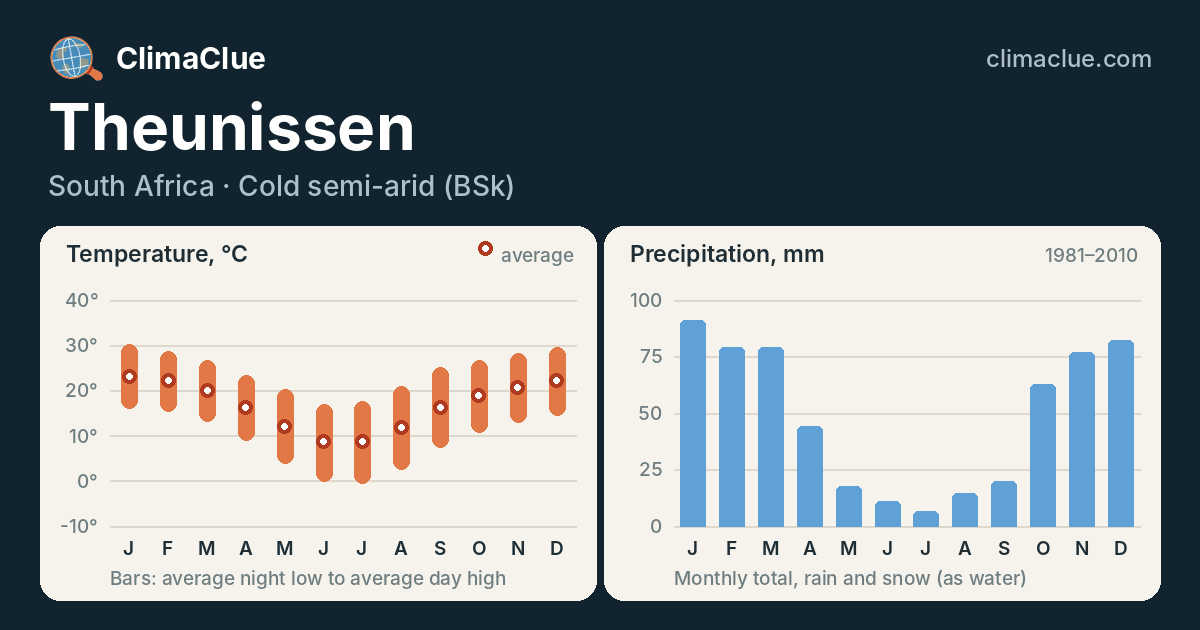 ClimaClue
climaclue.com
Theunissen
South Africa · Cold semi-arid (BSk)
Temperature, °C
average
40°
30°
20°
10°
0°
-10°
J F M A M J J A S O N D
Bars: average night low to average day high
Precipitation, mm
1981–2010
100
75
50
25
0
J F M A M J J A S O N D
Monthly total, rain and snow (as water)